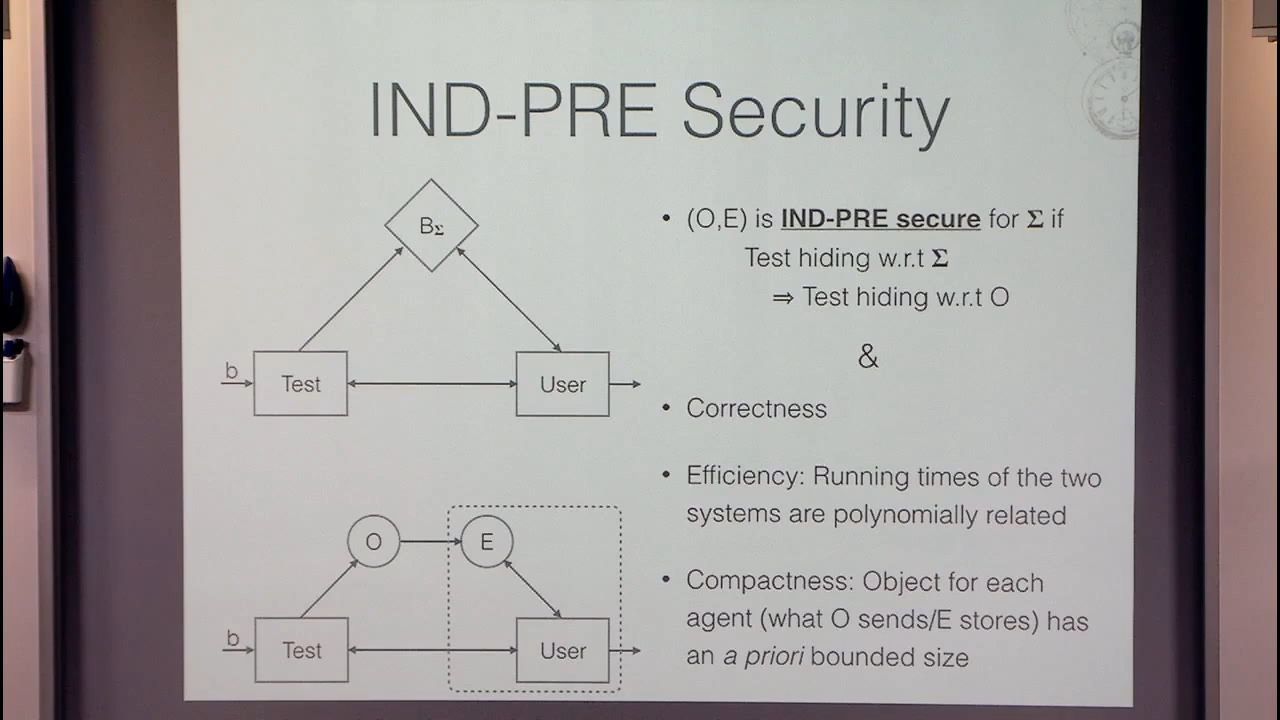 IND-PRE Security
BΣ
b
Test
User
O
E
b
Test
User
• (O,E) is IND-PRE secure for Σ if
Test hiding w.r.t Σ
⇒ Test hiding w.r.t O
&
• Correctness
• Efficiency: Running times of the two
systems are polynomially related
• Compactness: Object for each
agent (what O sends/E stores) has
an a priori bounded size